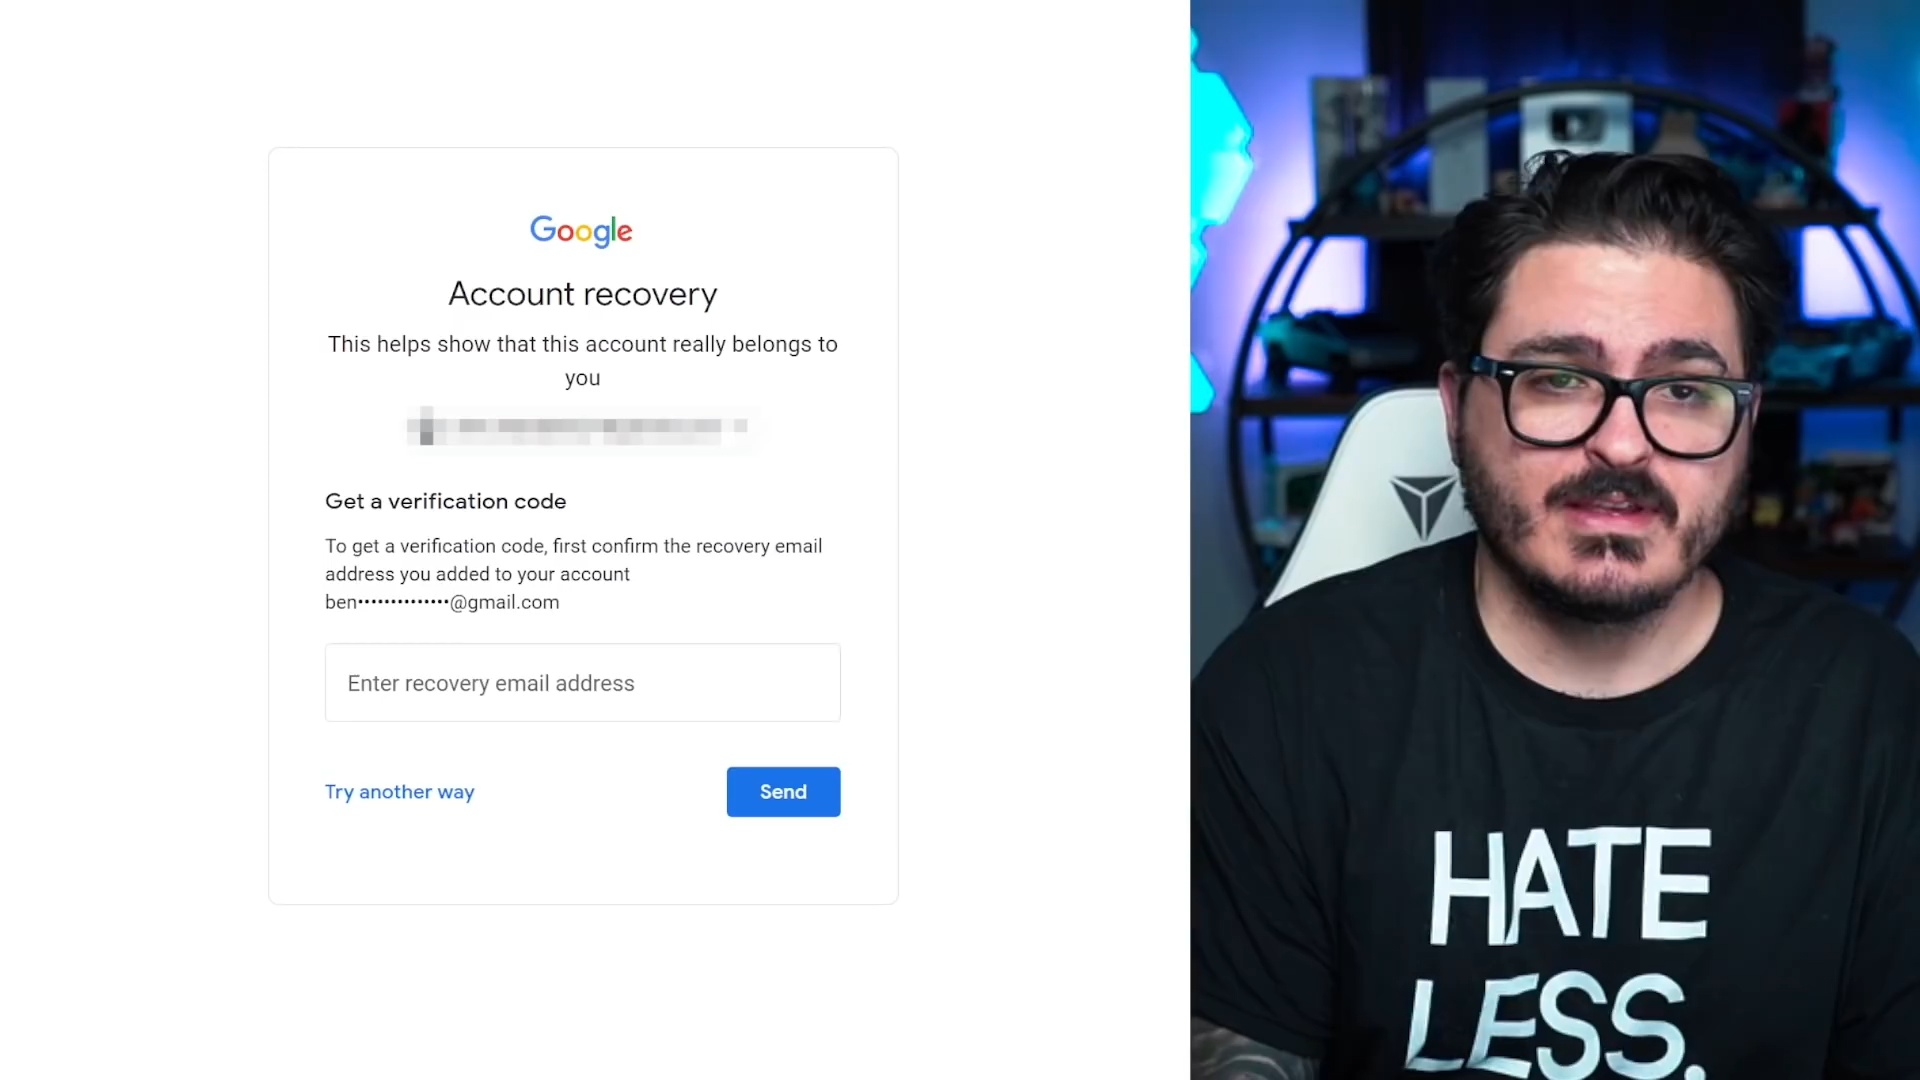 Google
Account recovery
This helps show that this account really belongs to
you
Get a verification code
To get a verification code, first confirm the recovery email
address you added to your account
ben••••••••••••••@gmail.com
Enter recovery email address
Try another way
Send
HATE
LESS.